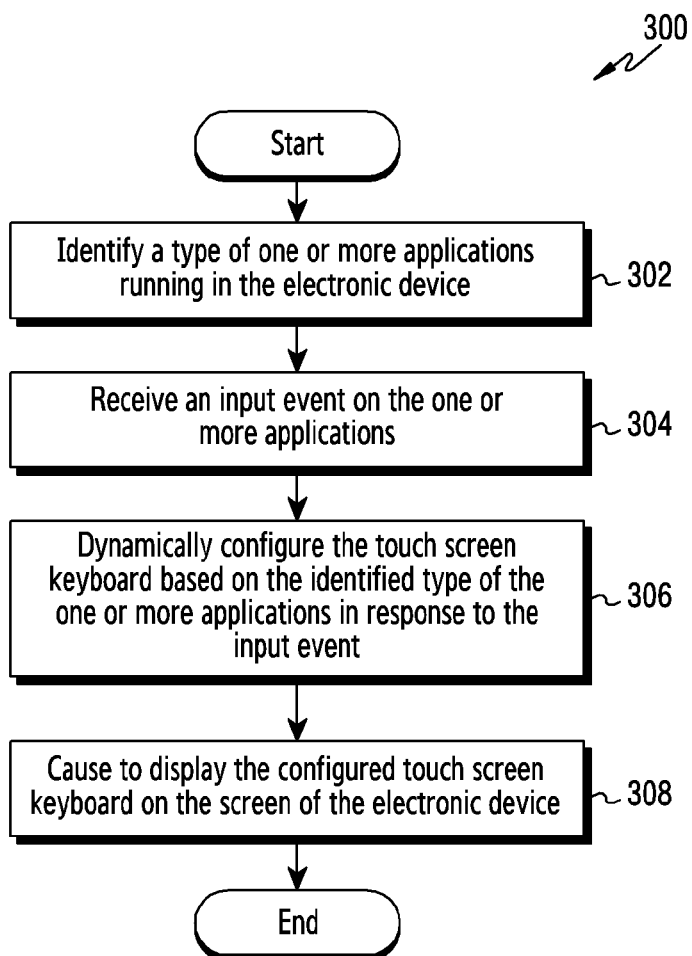 300
Start
Identify a type of one or more applications
running in the electronic device
302
Receive an input event on the one or
more applications
304
Dynamically configure the touch screen
keyboard based on the identified type of the
one or more applications in response to the
input event
306
Cause to display the configured touch screen
keyboard on the screen of the electronic device
308
End